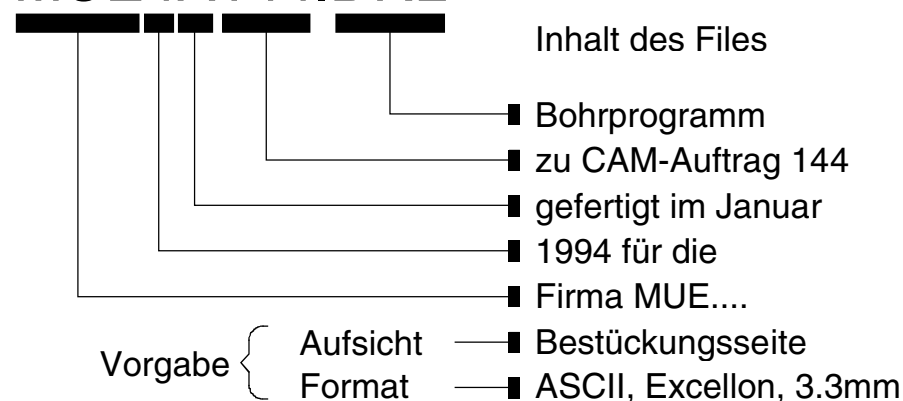 Inhalt des Files
Bohrprogramm
zu CAM-Auftrag 144
gefertigt im Januar
1994 für die
Firma MUE....
Vorgabe
Aufsicht
Bestückungsseite
Format
ASCII, Excellon, 3.3mm